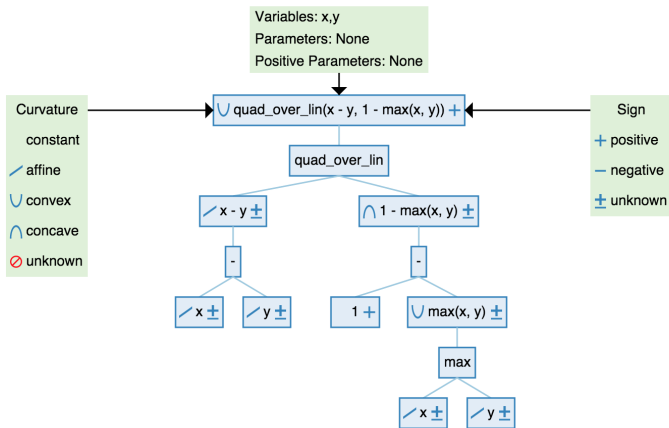 Variables: x,y
Parameters: None
Positive Parameters: None
Curvature
constant
affine
convex
concave
unknown
quad_over_lin(x - y, 1 - max(x, y)) +
Sign
+ positive
− negative
± unknown
quad_over_lin
x - y ±
1 - max(x, y) ±
-
-
x ±
y ±
1 +
max(x, y) ±
max
x ±
y ±